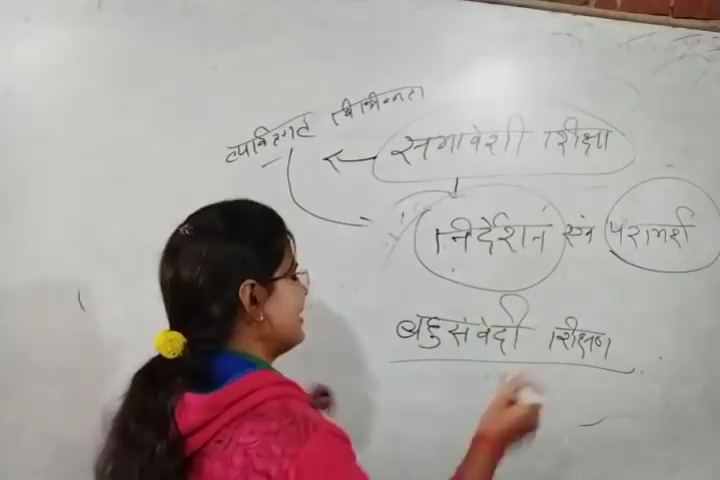 व्यक्तिगत विभिन्नता
समावेशी शिक्षा
निर्देशन एवं परामर्श
बहुसंवेदी शिक्षण